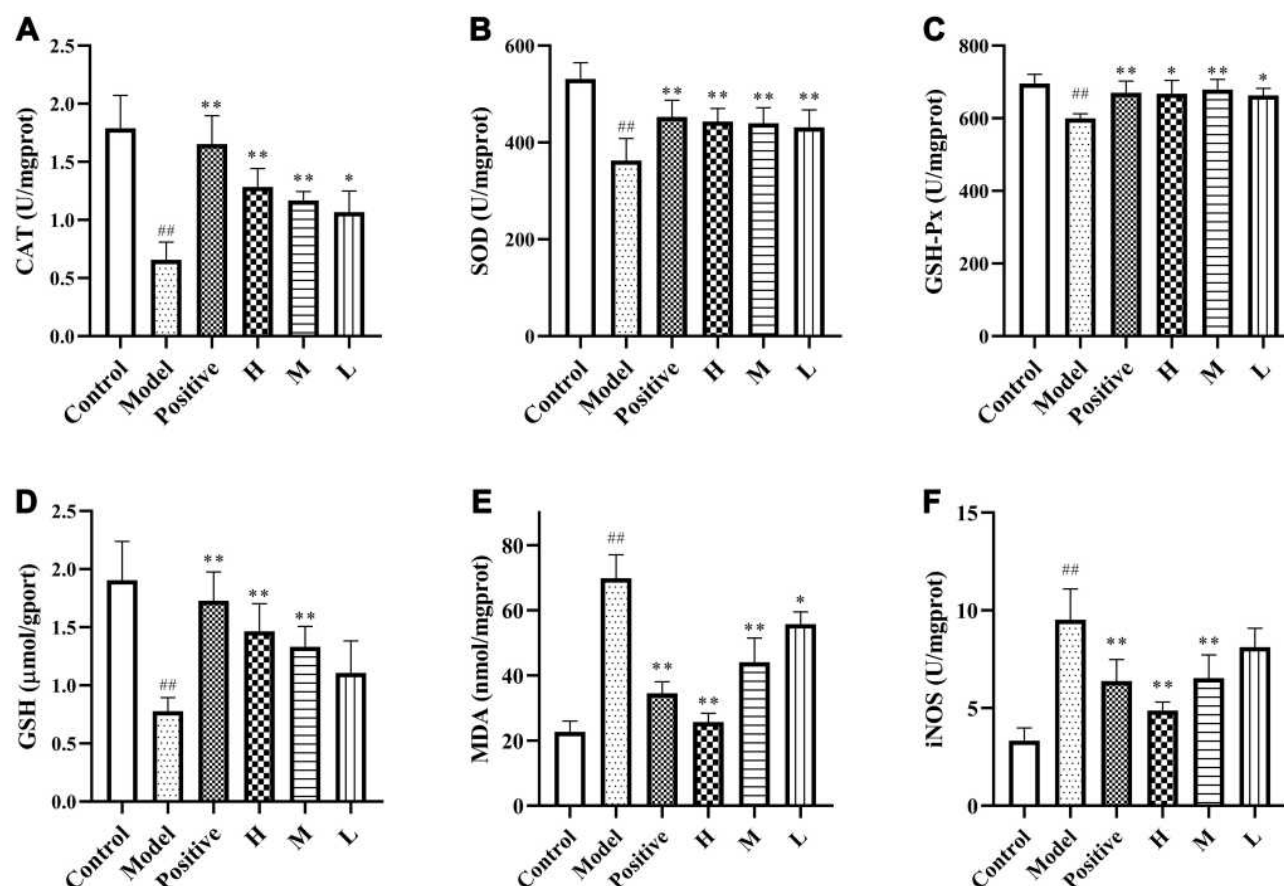 A
CAT (U/mgprot)
2.5
2.0
1.5
1.0
0.5
0.0
##
**
**
**
*
Control
Model
Positive
H
M
L
B
SOD (U/mgprot)
600
400
200
0
##
**
**
**
**
Control
Model
Positive
H
M
L
C
GSH-Px (U/mgprot)
800
600
400
200
0
##
**
*
**
*
Control
Model
Positive
H
M
L
D
GSH (μmol/gport)
2.5
2.0
1.5
1.0
0.5
0.0
##
**
**
**
Control
Model
Positive
H
M
L
E
MDA (nmol/mgprot)
80
60
40
20
0
##
**
**
**
*
Control
Model
Positive
H
M
L
F
iNOS (U/mgprot)
15
10
5
0
##
**
**
**
Control
Model
Positive
H
M
L